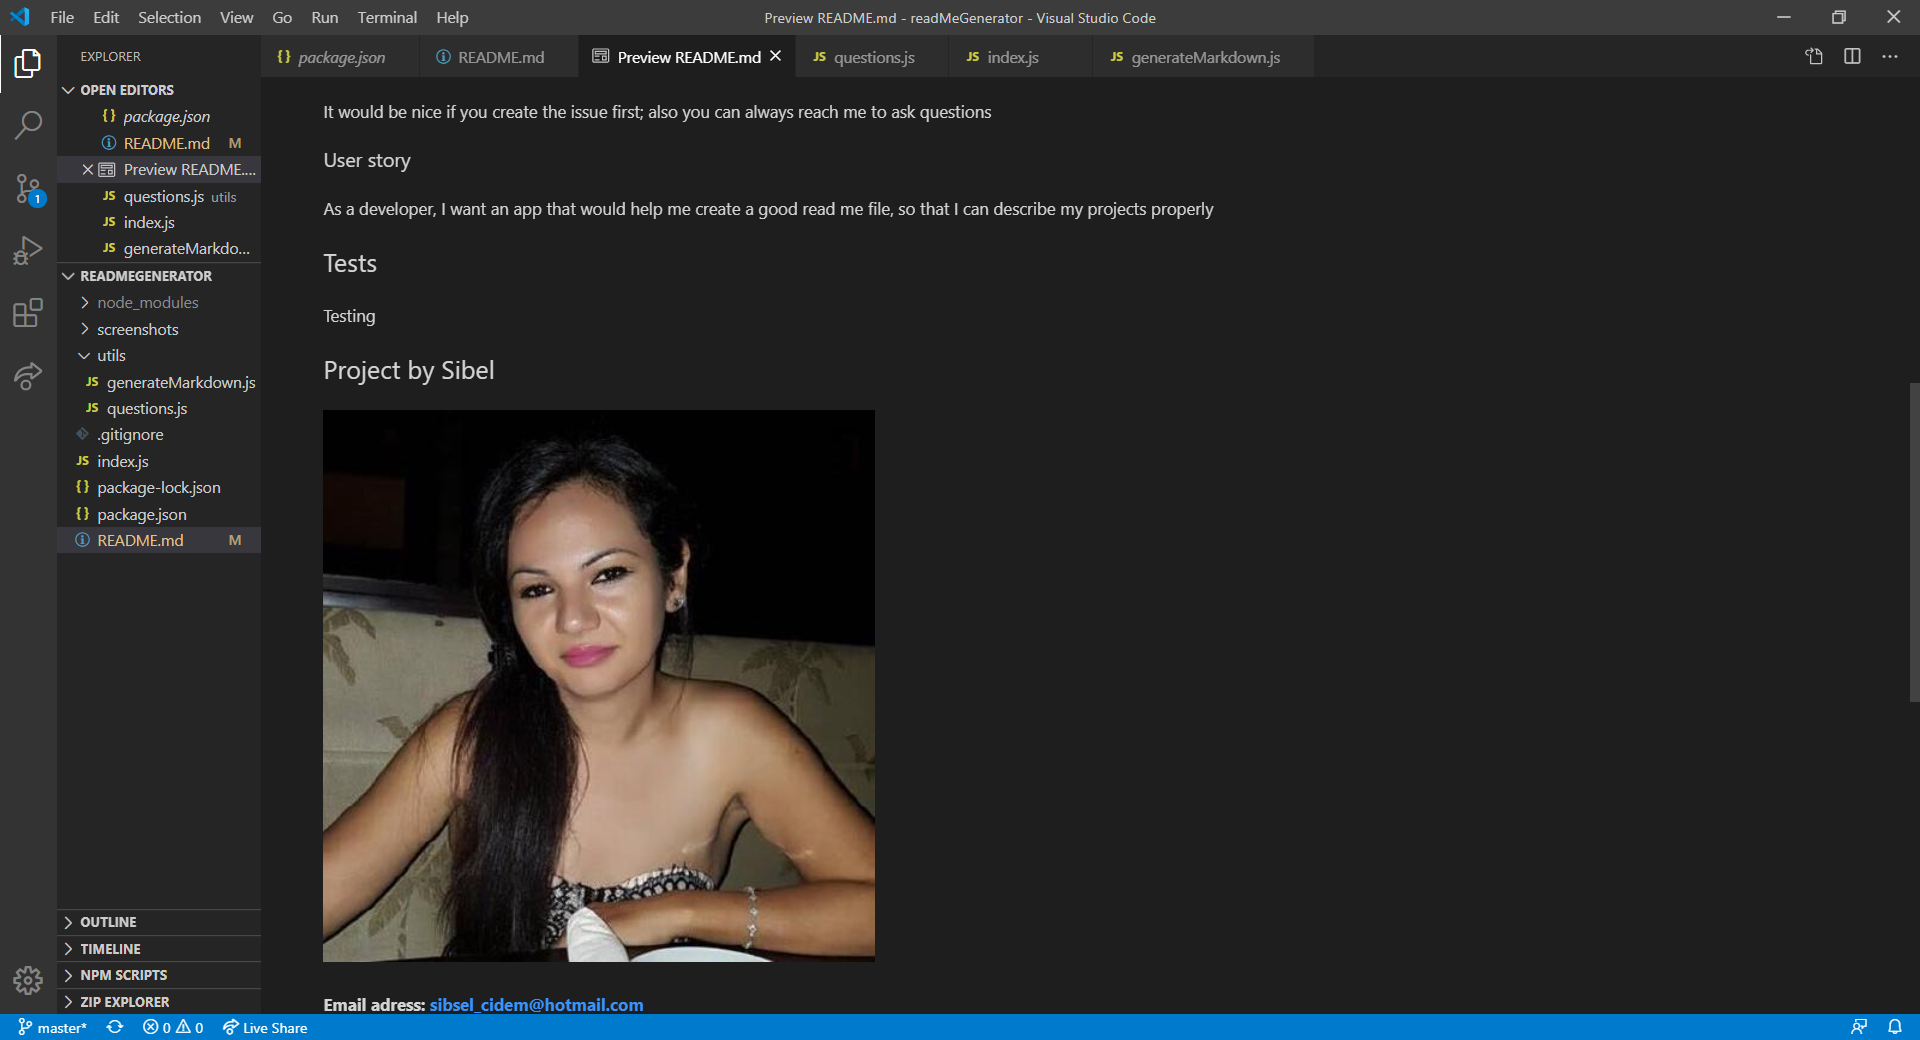 File Edit Selection View Go Run Terminal Help
Preview README.md - readMeGenerator - Visual Studio Code
EXPLORER
OPEN EDITORS
{} package.json
README.md M
Preview README....
JS questions.js utils
JS index.js
JS generateMarkdo...
READMEGENERATOR
node_modules
screenshots
utils
JS generateMarkdown.js
JS questions.js
.gitignore
JS index.js
{} package-lock.json
{} package.json
README.md M
OUTLINE
TIMELINE
NPM SCRIPTS
ZIP EXPLORER
1
{} package.json
README.md
Preview README.md
JS questions.js
JS index.js
JS generateMarkdown.js
It would be nice if you create the issue first; also you can always reach me to ask questions
User story
As a developer, I want an app that would help me create a good read me file, so that I can describe my projects properly
Tests
Testing
Project by Sibel
Email adress: sibsel_cidem@hotmail.com
master* 0 0 Live Share